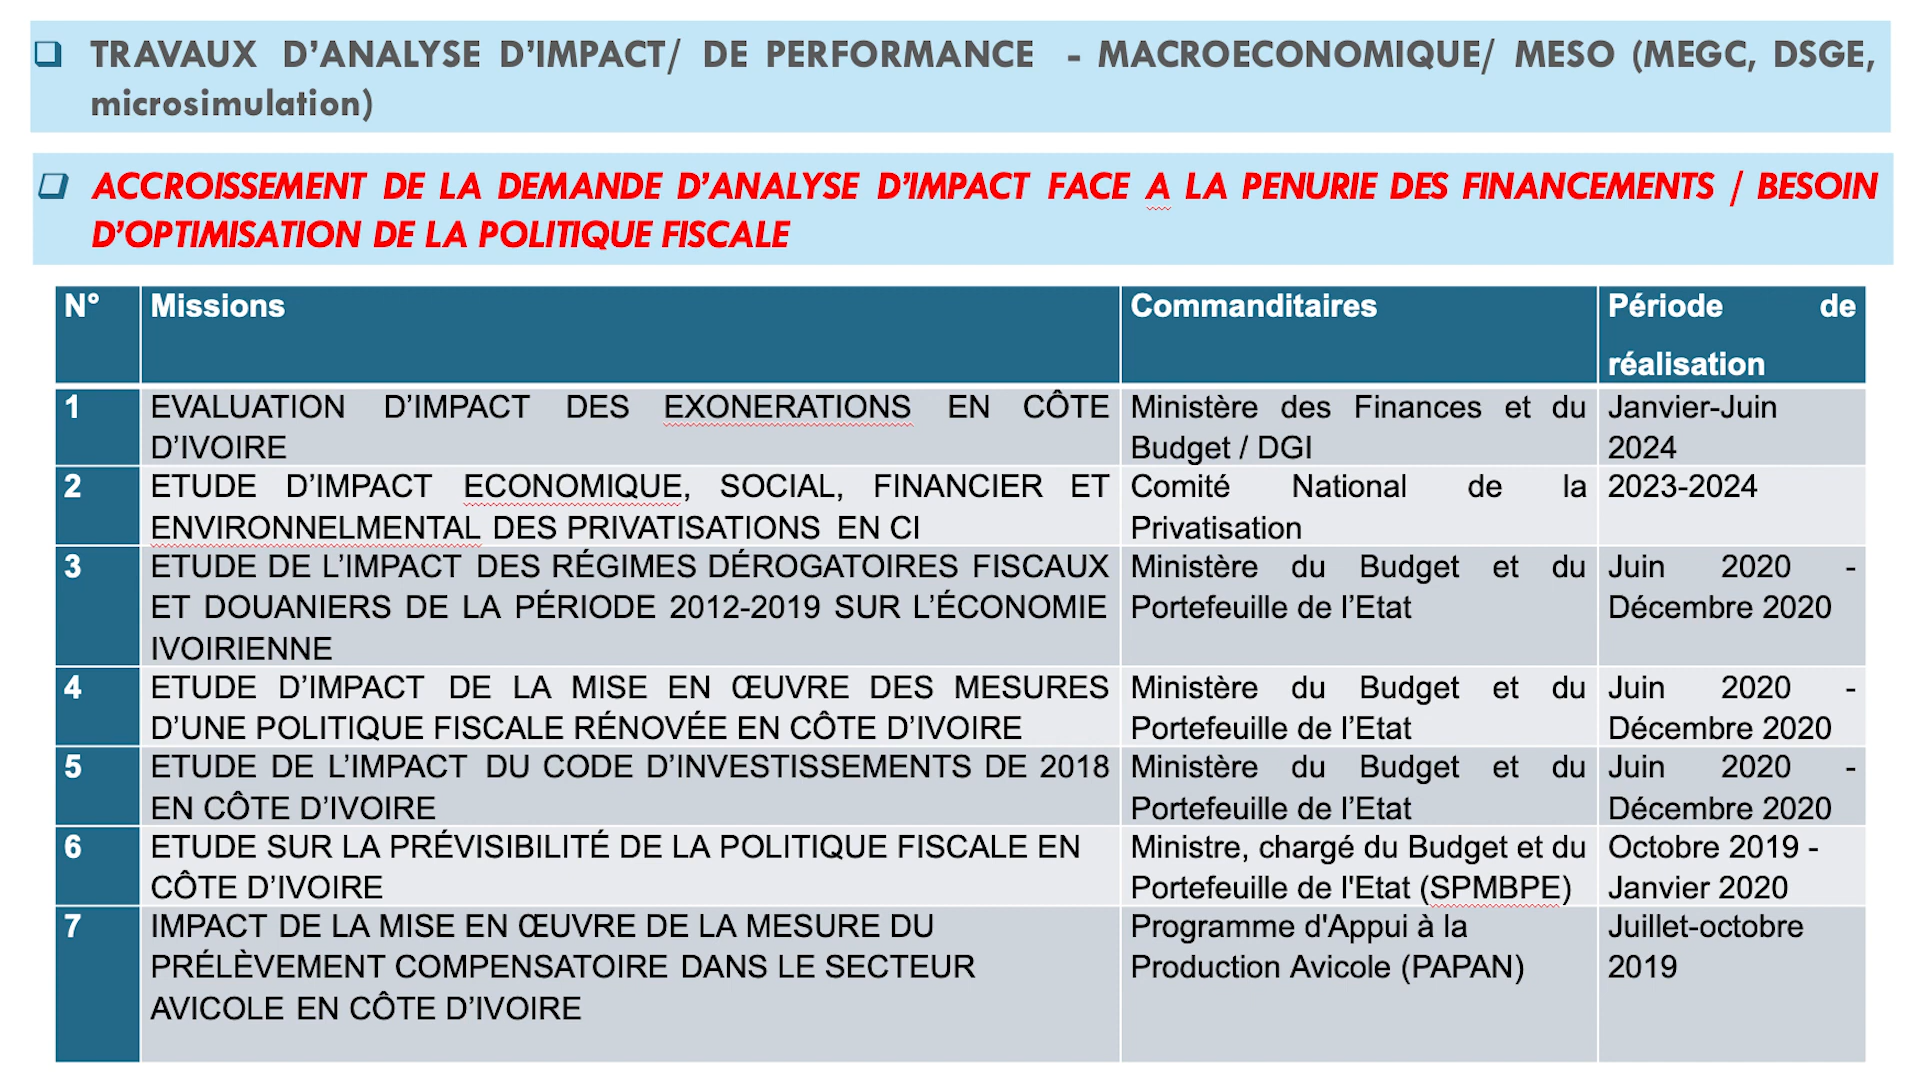 TRAVAUX D’ANALYSE D’IMPACT/ DE PERFORMANCE - MACROECONOMIQUE/ MESO (MEGC, DSGE,
microsimulation)
ACCROISSEMENT DE LA DEMANDE D’ANALYSE D’IMPACT FACE A LA PENURIE DES FINANCEMENTS / BESOIN
D’OPTIMISATION DE LA POLITIQUE FISCALE
N° Missions Commanditaires Période de
réalisation
1 EVALUATION D’IMPACT DES EXONERATIONS EN CÔTE Ministère des Finances et du Janvier-Juin
D’IVOIRE Budget / DGI 2024
2 ETUDE D’IMPACT ECONOMIQUE, SOCIAL, FINANCIER ET Comité National de la 2023-2024
ENVIRONNELMENTAL DES PRIVATISATIONS EN CI Privatisation
3 ETUDE DE L’IMPACT DES RÉGIMES DÉROGATOIRES FISCAUX Ministère du Budget et du Juin 2020 -
ET DOUANIERS DE LA PÉRIODE 2012-2019 SUR L’ÉCONOMIE Portefeuille de l’Etat Décembre 2020
IVOIRIENNE
4 ETUDE D’IMPACT DE LA MISE EN ŒUVRE DES MESURES Ministère du Budget et du Juin 2020 -
D’UNE POLITIQUE FISCALE RÉNOVÉE EN CÔTE D’IVOIRE Portefeuille de l’Etat Décembre 2020
5 ETUDE DE L’IMPACT DU CODE D’INVESTISSEMENTS DE 2018 Ministère du Budget et du Juin 2020 -
EN CÔTE D’IVOIRE Portefeuille de l’Etat Décembre 2020
6 ETUDE SUR LA PRÉVISIBILITÉ DE LA POLITIQUE FISCALE EN Ministre, chargé du Budget et du Octobre 2019 -
CÔTE D’IVOIRE Portefeuille de l'Etat (SPMBPE) Janvier 2020
7 IMPACT DE LA MISE EN ŒUVRE DE LA MESURE DU Programme d'Appui à la Juillet-octobre
PRÉLÈVEMENT COMPENSATOIRE DANS LE SECTEUR Production Avicole (PAPAN) 2019
AVICOLE EN CÔTE D’IVOIRE